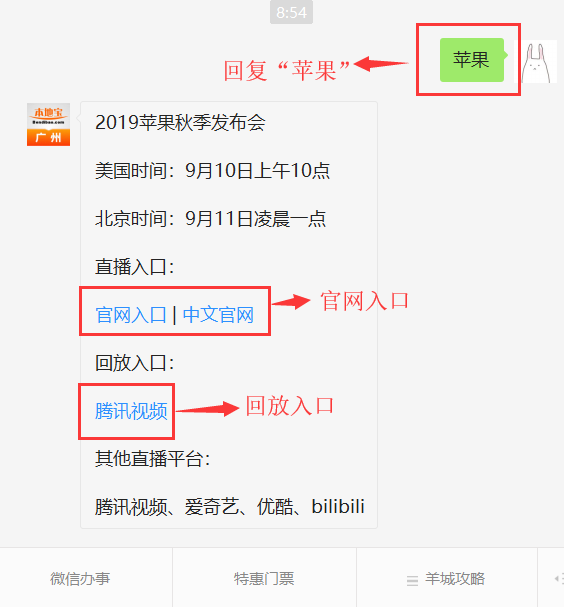 8:54
苹果
回复“苹果”
本地宝
Bendibao.com
广州
2019苹果秋季发布会
美国时间：9月10日上午10点
北京时间：9月11日凌晨一点
直播入口：
官网入口 | 中文官网
官网入口
回放入口：
腾讯视频
回放入口
其他直播平台：
腾讯视频、爱奇艺、优酷、bilibili
微信办事
特惠门票
羊城攻略